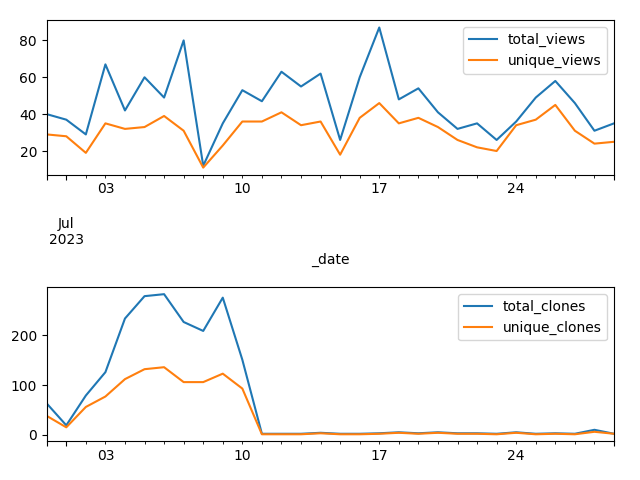 80
60
40
20
total_views
unique_views
03
10
17
24
Jul
2023
_date
200
100
0
total_clones
unique_clones
03
10
17
24